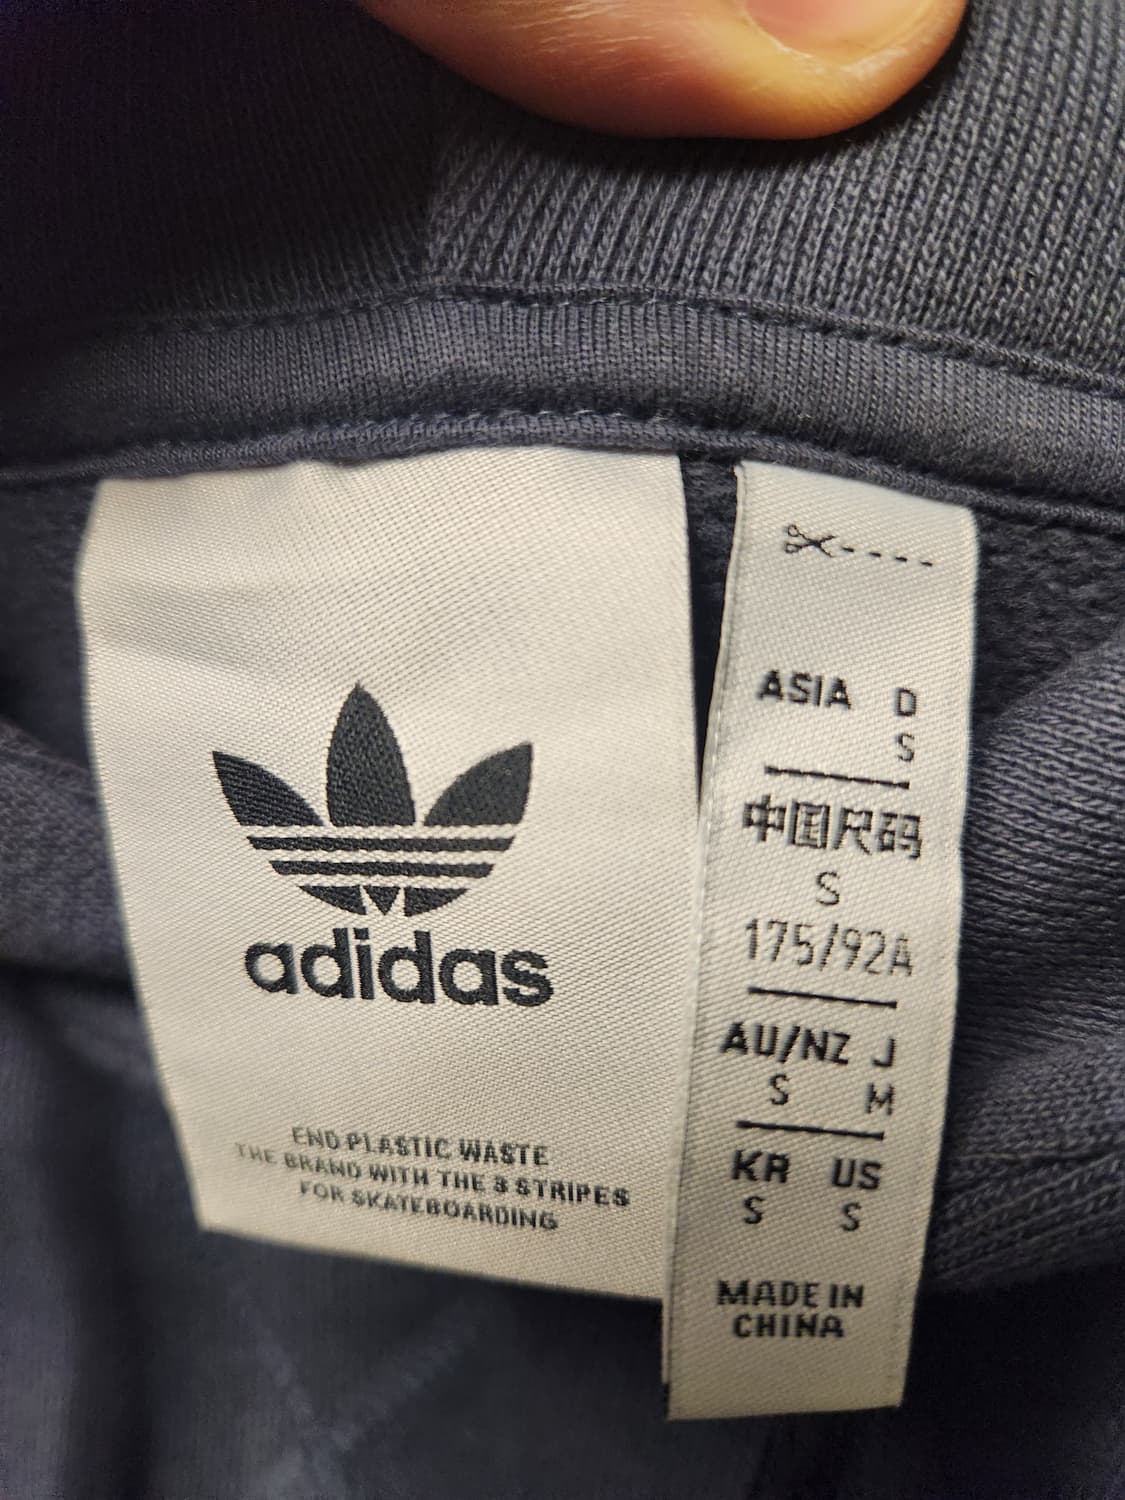 adidas
END PLASTIC WASTE
THE BRAND WITH THE 3 STRIPES
FOR SKATEBOARDING
ASIA D
S
中国尺码
S
175/92A
AU/NZ J
S M
KR US
S S
MADE IN
CHINA